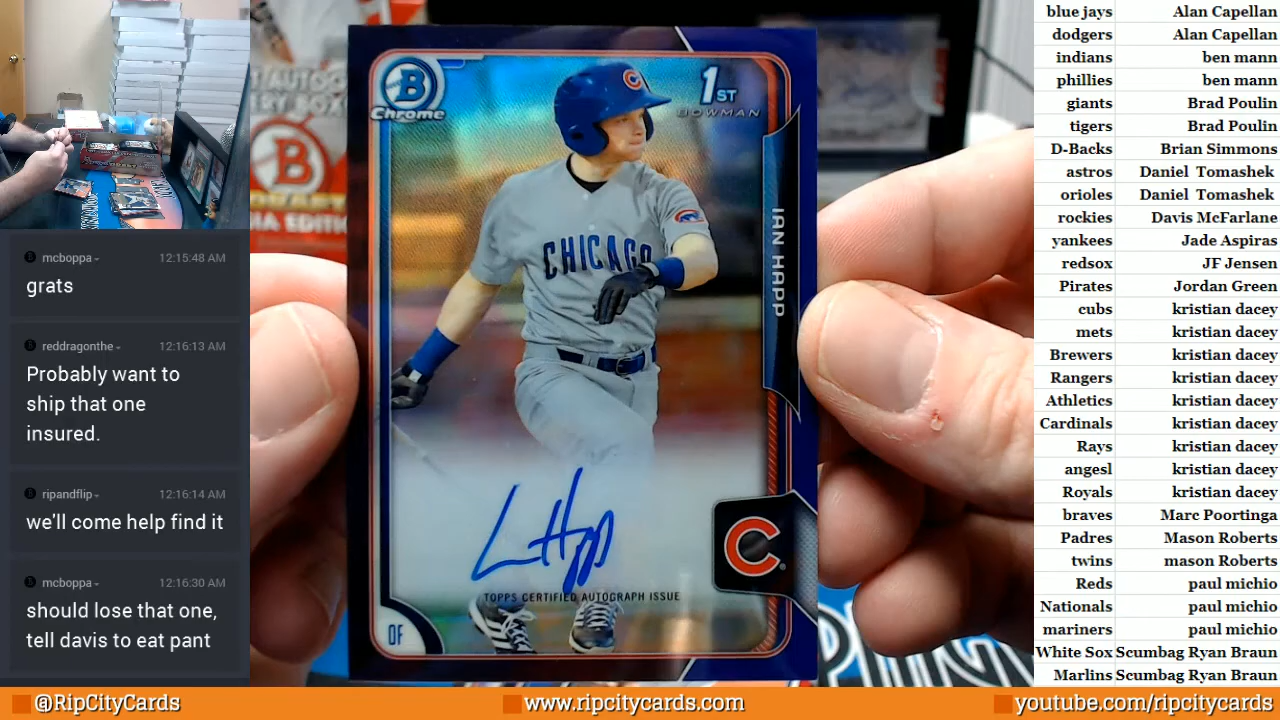 mcboppa 12:15:48 AM
grats
reddragonthe 12:16:13 AM
Probably want to
ship that one
insured.
ripandflip 12:16:14 AM
we'll come help find it
mcboppa 12:16:30 AM
should lose that one,
tell davis to eat pant
B
Chrome
1ST
BOWMAN
C
CHICAGO
IAN HAPP
Ian Happ
TOPPS CERTIFIED AUTOGRAPH ISSUE
OF
C
B
blue jays Alan Capellan
dodgers Alan Capellan
indians ben mann
phillies ben mann
giants Brad Poulin
tigers Brad Poulin
D-Backs Brian Simmons
astros Daniel Tomashek
orioles Daniel Tomashek
rockies Davis McFarlane
yankees Jade Aspiras
redsox JF Jensen
Pirates Jordan Green
cubs kristian dacey
mets kristian dacey
Brewers kristian dacey
Rangers kristian dacey
Athletics kristian dacey
Cardinals kristian dacey
Rays kristian dacey
angesl kristian dacey
Royals kristian dacey
braves Marc Poortinga
Padres Mason Roberts
twins mason Roberts
Reds paul michio
Nationals paul michio
mariners paul michio
White Sox Scumbag Ryan Braun
Marlins Scumbag Ryan Braun
@RipCityCards
www.ripcitycards.com
youtube.com/ripcitycards